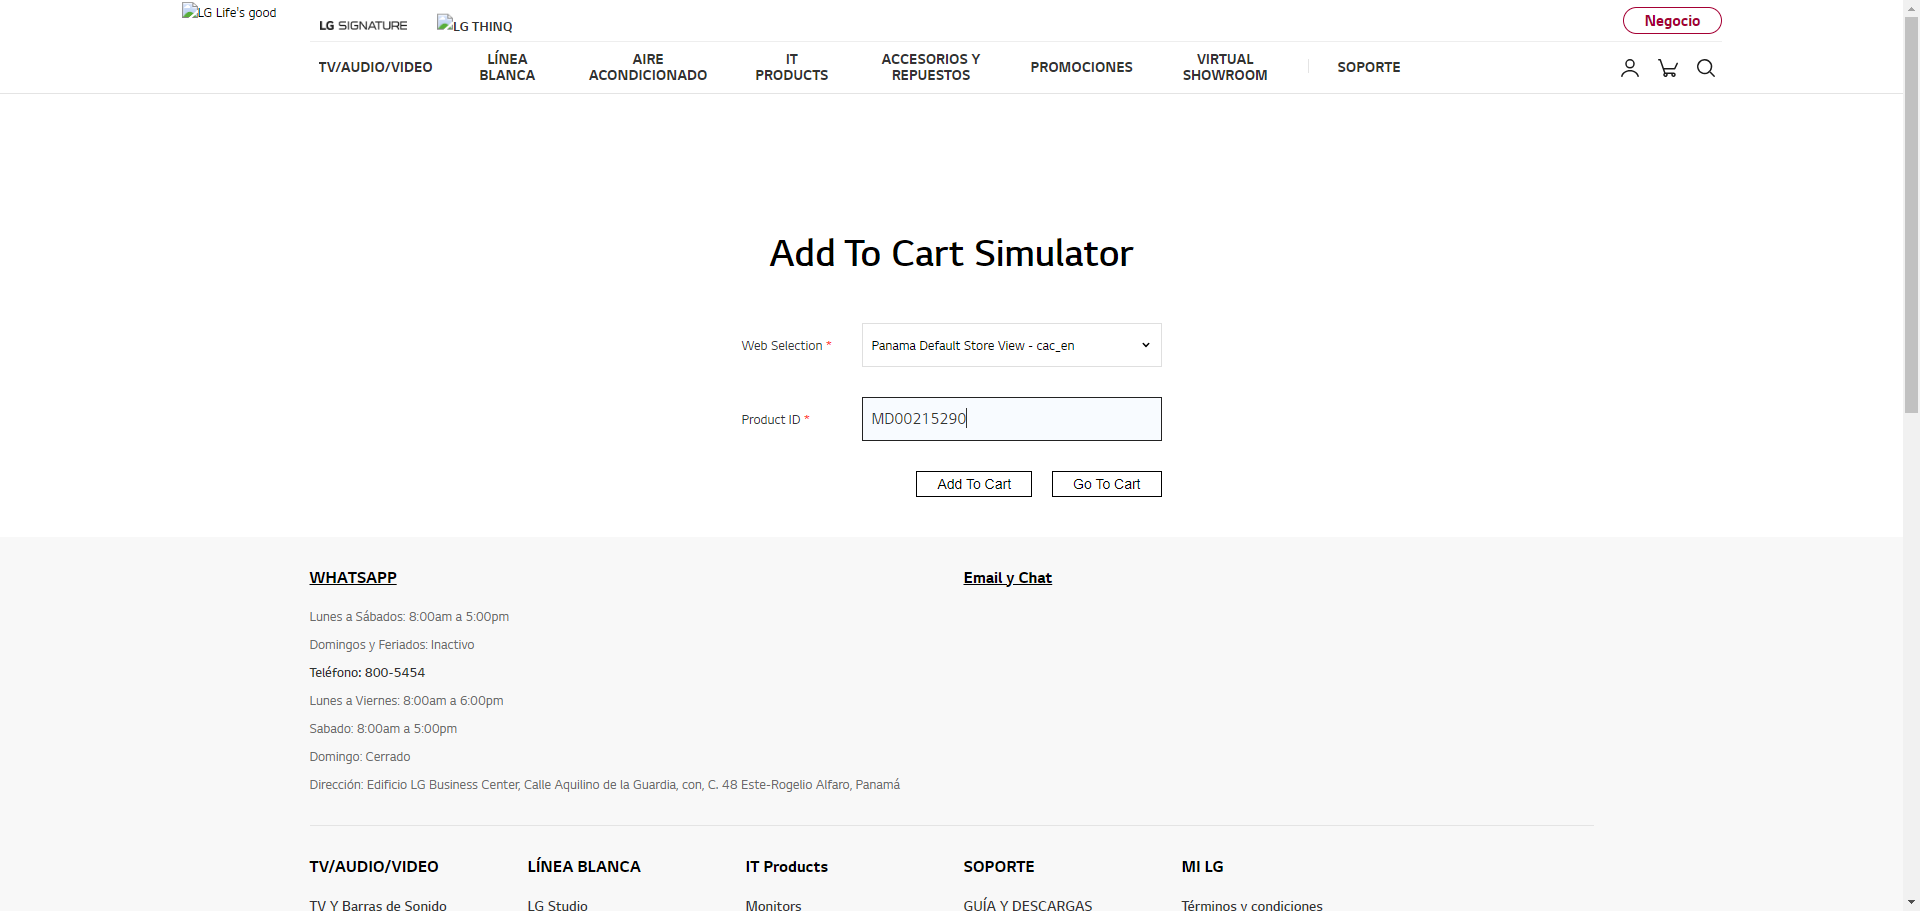 LG Life's good
LG SIGNATURE
LG THINQ
Negocio
TV/AUDIO/VIDEO
LÍNEA
BLANCA
AIRE
ACONDICIONADO
IT
PRODUCTS
ACCESORIOS Y
REPUESTOS
PROMOCIONES
VIRTUAL
SHOWROOM
SOPORTE
Add To Cart Simulator
Web Selection *
Panama Default Store View - cac_en
Product ID *
MD00215290
Add To Cart
Go To Cart
WHATSAPP
Lunes a Sábados: 8:00am a 5:00pm
Domingos y Feriados: Inactivo
Teléfono: 800-5454
Lunes a Viernes: 8:00am a 6:00pm
Sabado: 8:00am a 5:00pm
Domingo: Cerrado
Dirección: Edificio LG Business Center, Calle Aquilino de la Guardia, con, C. 48 Este-Rogelio Alfaro, Panamá
Email y Chat
TV/AUDIO/VIDEO
TV Y Barras de Sonido
LÍNEA BLANCA
LG Studio
IT Products
Monitors
SOPORTE
GUÍA Y DESCARGAS
MI LG
Términos y condiciones